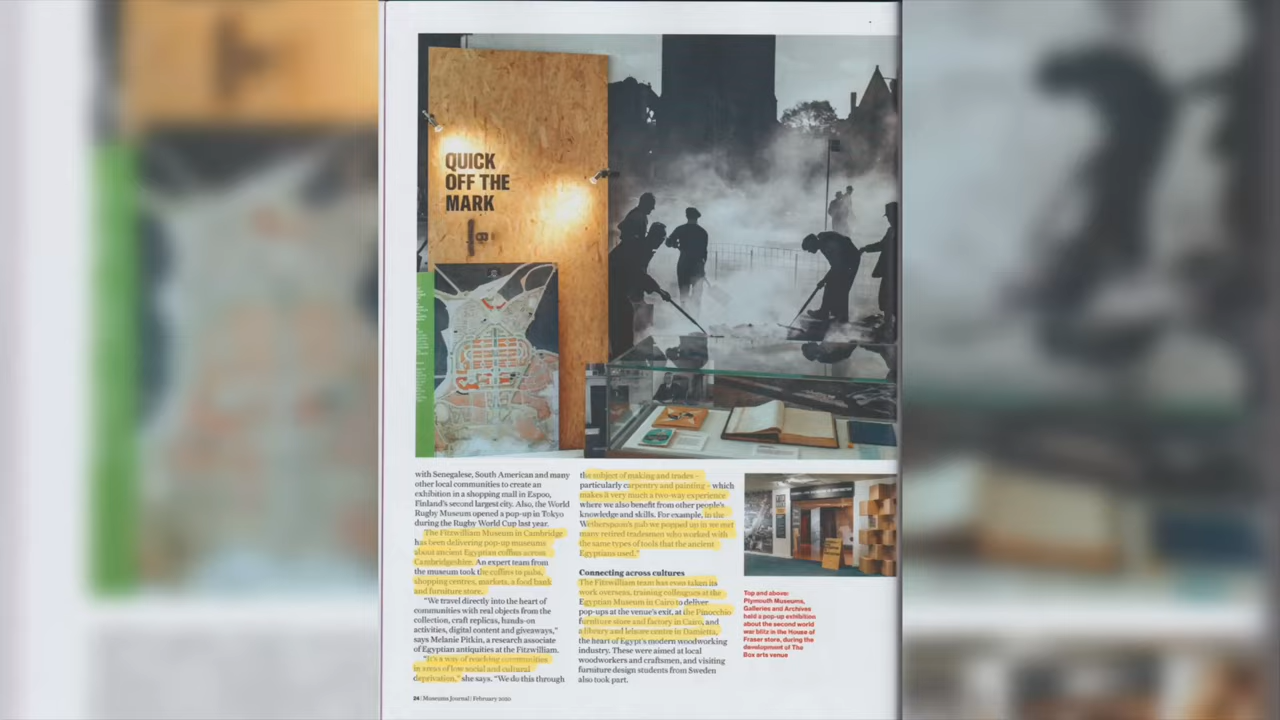 QUICK
OFF THE
MARK
with Senegalese, South American and many
other local communities to create an
exhibition in a shopping mall in Espoo,
Finland's second largest city. Also, the World
Rugby Museum opened a pop-up in Tokyo
during the Rugby World Cup last year.
The Fitzwilliam Museum in Cambridge
has been delivering pop-up museums
about ancient Egyptian coffins across
Cambridgeshire. An expert team from
the museum took the coffins to pubs,
shopping centres, markets, a food bank
and furniture store.
"We travel directly into the heart of
communities with real objects from the
collection, craft replicas, hands-on
activities, digital content and giveaways,"
says Melanie Pitkin, a research associate
of Egyptian antiquities at the Fitzwilliam.
"It's a way of reaching communities
in areas of low social and cultural
deprivation," she says. "We do this through
24 | Museums Journal | February 2020
the subject of making and trades –
particularly carpentry and painting – which
makes it very much a two-way experience
where we also benefit from other people's
knowledge and skills. For example, in the
Wetherspoon's pub we popped up in we met
many retired tradesmen who worked with
the same types of tools that the ancient
Egyptians used."
Connecting across cultures
The Fitzwilliam team has even taken its
work overseas, training colleagues at the
Egyptian Museum in Cairo to deliver
pop-ups at the venue's exit, at the Pinocchio
furniture store and factory in Cairo, and
a library and leisure centre in Damietta,
the heart of Egypt's modern woodworking
industry. These were aimed at local
woodworkers and craftsmen, and visiting
furniture design students from Sweden
also took part.
Top and above:
Plymouth Museums,
Galleries and Archives
held a pop-up exhibition
about the second world
war blitz in the House of
Fraser store, during the
development of The
Box arts venue